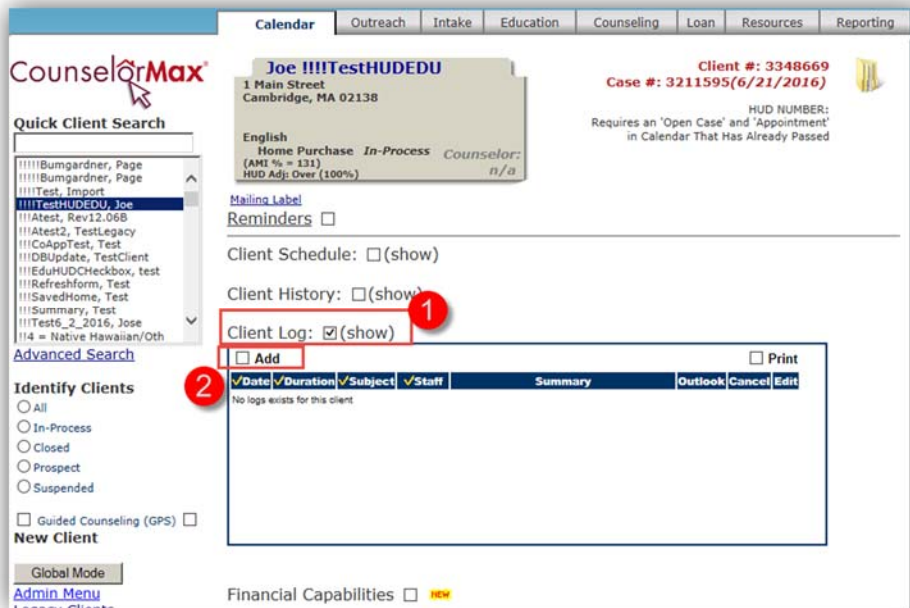 Calendar Outreach Intake Education Counseling Loan Resources Reporting
CounselorMax®
Quick Client Search
!!!!!Bumgardner, Page
!!!!!Bumgardner, Page
!!!!Test, Import
!!!!TestHUDEDU, Joe
!!!Atest, Rev12.06B
!!!Atest2, TestLegacy
!!!CoAppTest, Test
!!!DBUpdate, TestClient
!!!EduHUDCHeckbox, test
!!!Refreshform, Test
!!!SavedHome, Test
!!!Summary, Test
!!!Test6_2_2016, Jose
!!4 = Native Hawaiian/Oth
Advanced Search
Identify Clients
All
In-Process
Closed
Prospect
Suspended
Guided Counseling (GPS)
New Client
Global Mode
Admin Menu
Legacy Clients
Joe !!!!TestHUDEDU
1 Main Street
Cambridge, MA 02138
English
Home Purchase In-Process
(AMI % = 131)
HUD Adj: Over (100%)
Counselor:
n/a
Client #: 3348669
Case #: 3211595(6/21/2016)
HUD NUMBER:
Requires an 'Open Case' and 'Appointment'
in Calendar That Has Already Passed
Mailing Label
Reminders
Client Schedule: (show)
Client History: (show)
1
Client Log: (show)
2
Add Print
Date Duration Subject Staff Summary Outlook Cancel Edit
No logs exists for this client
Financial Capabilities NEW